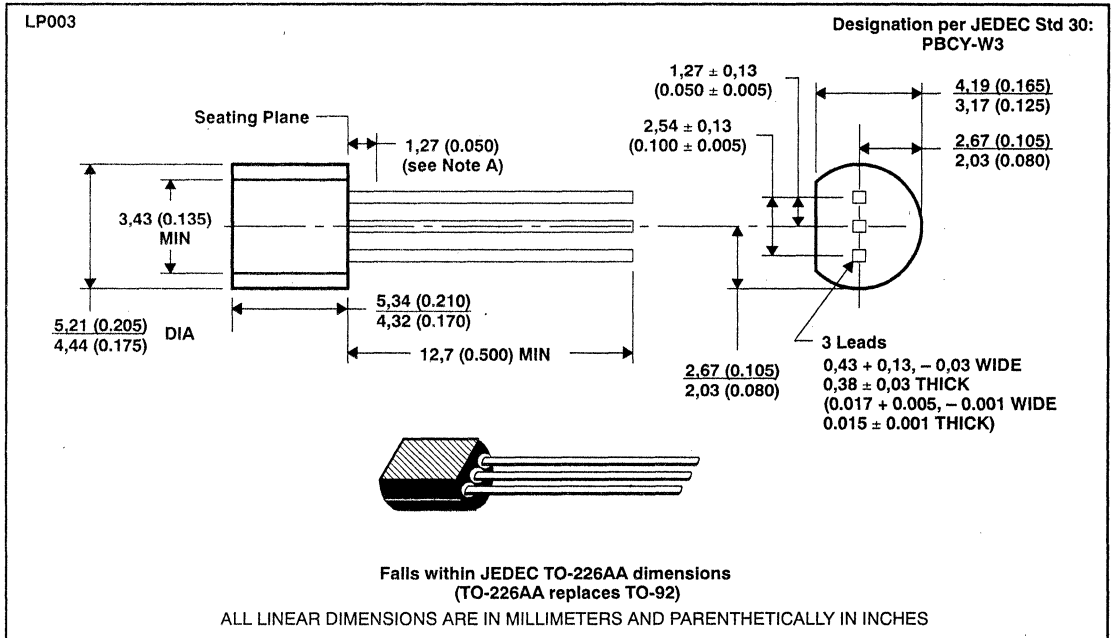 LP003
Designation per JEDEC Std 30:
PBCY-W3
1,27 ± 0,13
(0.050 ± 0.005)
4,19 (0.165)
3,17 (0.125)
Seating Plane
2,54 ± 0,13
(0.100 ± 0.005)
1,27 (0.050)
(see Note A)
2,67 (0.105)
2,03 (0.080)
3,43 (0.135)
MIN
5,21 (0.205)
4,44 (0.175)
DIA
5,34 (0.210)
4,32 (0.170)
12,7 (0.500) MIN
2,67 (0.105)
2,03 (0.080)
3 Leads
0,43 + 0,13, − 0,03 WIDE
0,38 ± 0,03 THICK
(0.017 + 0.005, − 0.001 WIDE
0.015 ± 0.001 THICK)
Falls within JEDEC TO-226AA dimensions
(TO-226AA replaces TO-92)
ALL LINEAR DIMENSIONS ARE IN MILLIMETERS AND PARENTHETICALLY IN INCHES